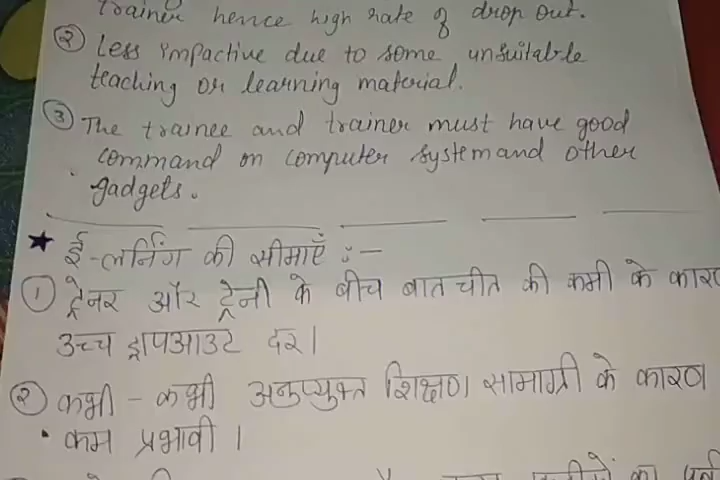 trainer hence high rate of drop out.
② Less impactive due to some unsuitable
teaching or learning material.
③ The trainee and trainer must have good
command on computer system and other
gadgets.
★ ई-लर्निंग की सीमाएँ :-
① ट्रेनर और ट्रेनी के बीच बातचीत की कमी के कारण
उच्च ड्रापआउट दर।
② कभी - कभी अनुप्युक्त शिक्षण सामाग्री के कारण
कम प्रभावी ।